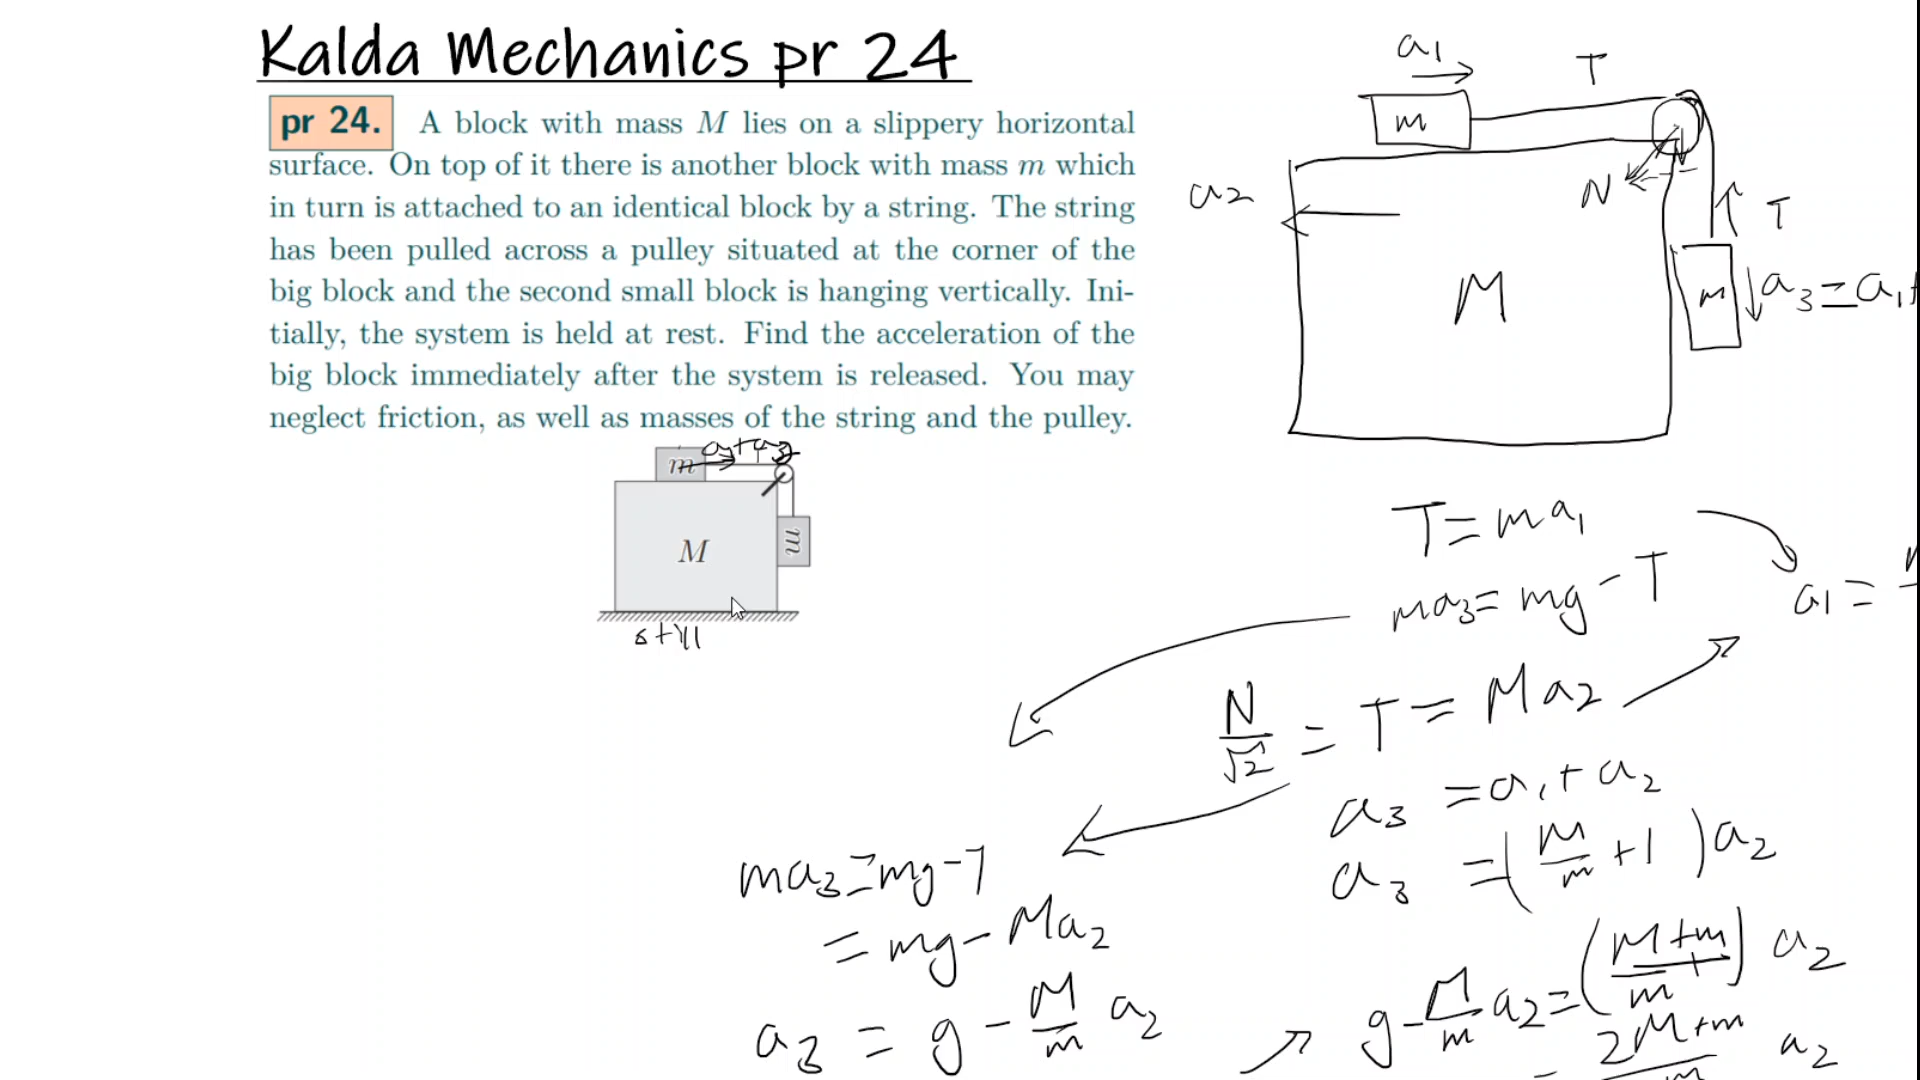 Kalda Mechanics pr 24
pr 24. A block with mass M lies on a slippery horizontal
surface. On top of it there is another block with mass m which
in turn is attached to an identical block by a string. The string
has been pulled across a pulley situated at the corner of the
big block and the second small block is hanging vertically. Ini-
tially, the system is held at rest. Find the acceleration of the
big block immediately after the system is released. You may
neglect friction, as well as masses of the string and the pulley.
m
M
m
still
a1
T
m
N
a2
T
M
m
a3=a1+
T=ma1
ma3=mg-T
a1=
N/√2 = T = Ma2
a3 =a1+a2
a3 =(M/m+1)a2
ma3=mg-T
=mg-Ma2
a3 = g - M/m a2
g-M/m a2=(M+m/m) a2
= 2M+m/m a2